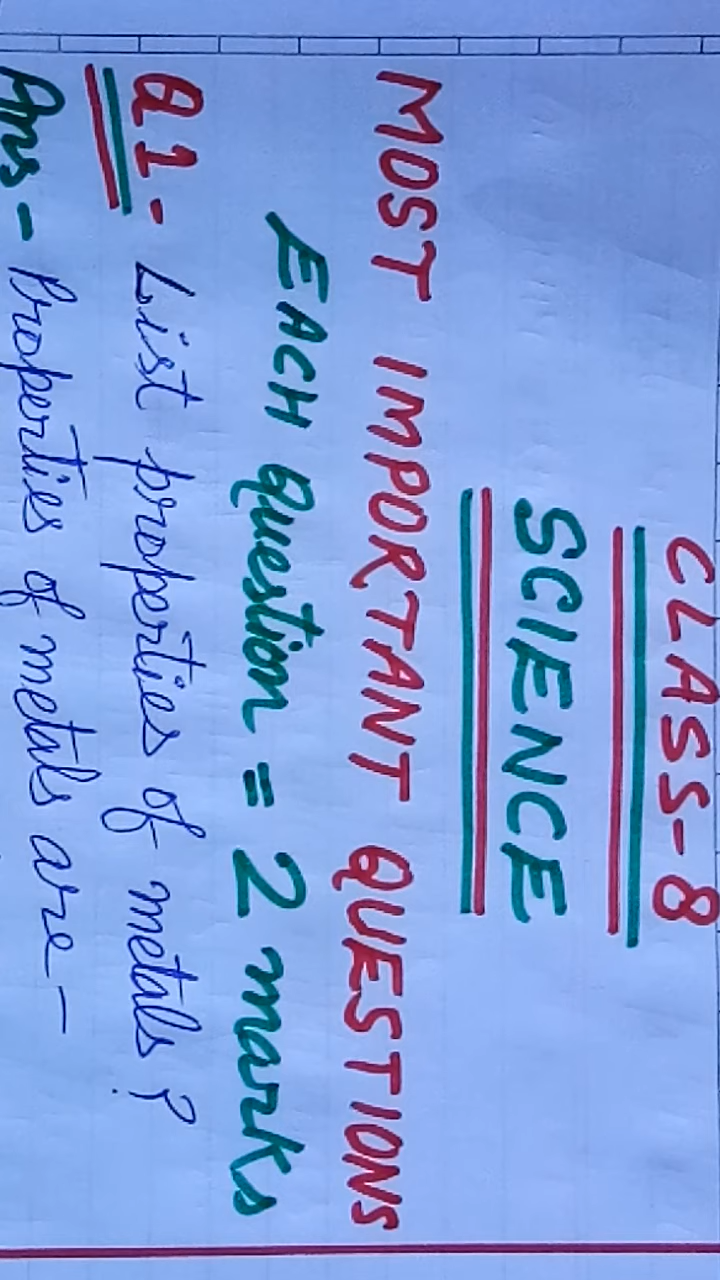 CLASS-8
SCIENCE
MOST IMPORTANT QUESTIONS
EACH Question = 2 marks
Q1- List properties of metals?
Ans- Properties of metals are-